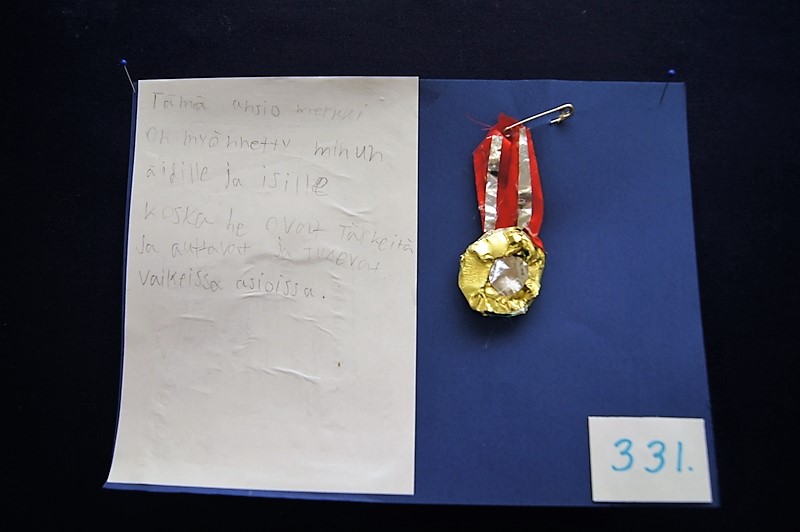 Tämä ansio merkki
on myönnetty minun
äidille ja isille
koska he ovat tärkeitä
ja auttavat ja tukevat
vaikeissa asioissa.
331.